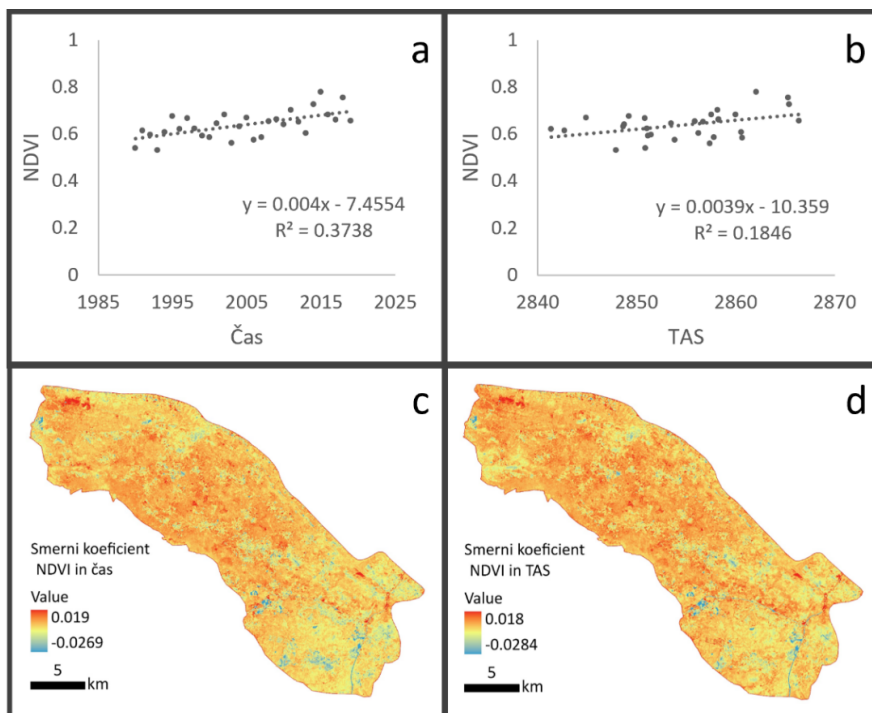 a
1
0.8
0.6
0.4
0.2
0
NDVI
y = 0.004x - 7.4554
R² = 0.3738
1985 1995 2005 2015 2025
Čas
b
1
0.8
0.6
0.4
0.2
0
NDVI
y = 0.0039x - 10.359
R² = 0.1846
2840 2850 2860 2870
TAS
c
Smerni koeficient
NDVI in čas
Value
0.019
-0.0269
5
km
d
Smerni koeficient
NDVI in TAS
Value
0.018
-0.0284
5
km